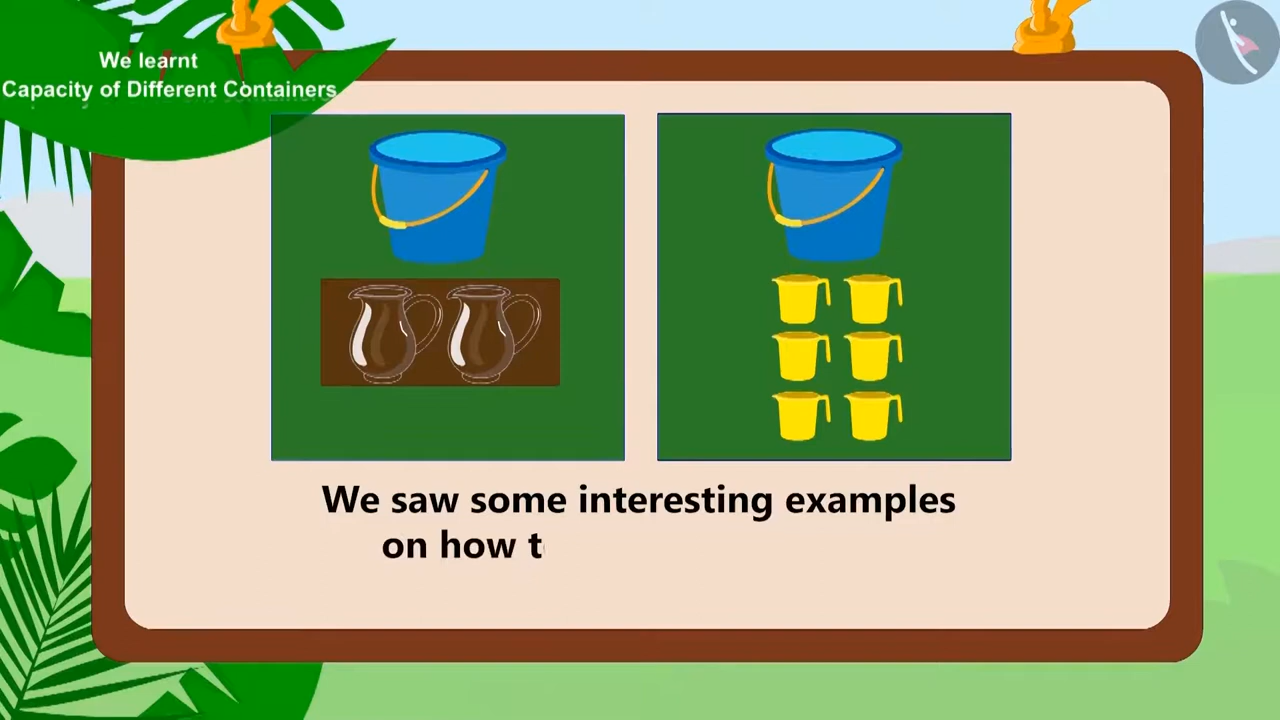 We learnt
Capacity of Different Containers
We saw some interesting examples
on how t